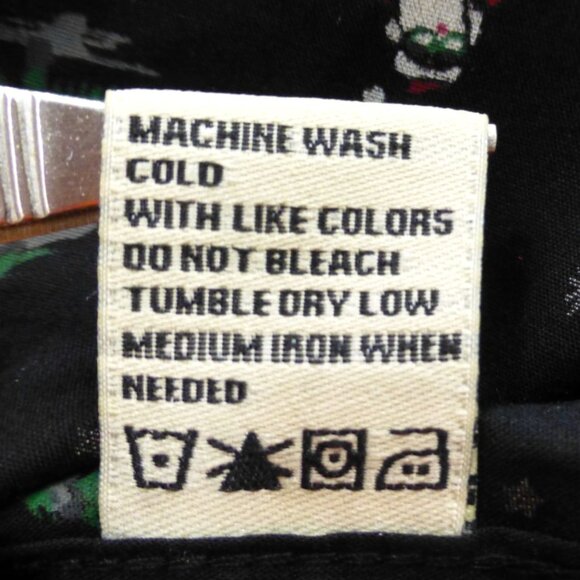 MACHINE WASH
COLD
WITH LIKE COLORS
DO NOT BLEACH
TUMBLE DRY LOW
MEDIUM IRON WHEN
NEEDED